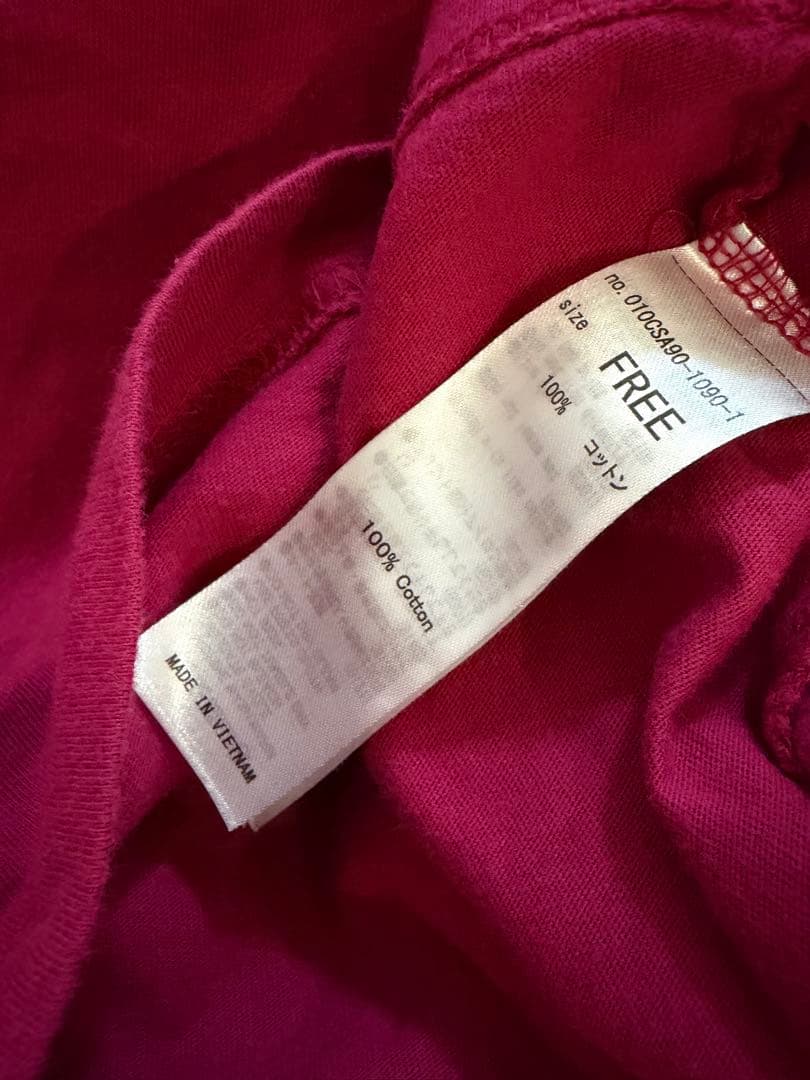 no. 010CSA90-1090-1
size FREE
100% コットン
100% Cotton
MADE IN VIETNAM